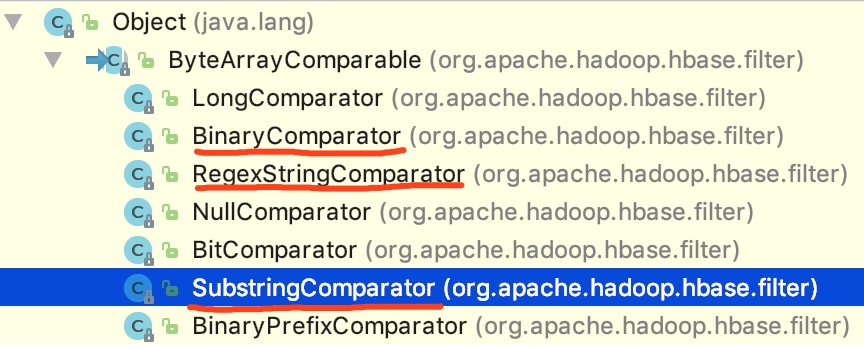 Object (java.lang)
ByteArrayComparable (org.apache.hadoop.hbase.filter)
LongComparator (org.apache.hadoop.hbase.filter)
BinaryComparator (org.apache.hadoop.hbase.filter)
RegexStringComparator (org.apache.hadoop.hbase.filter)
NullComparator (org.apache.hadoop.hbase.filter)
BitComparator (org.apache.hadoop.hbase.filter)
SubstringComparator (org.apache.hadoop.hbase.filter)
BinaryPrefixComparator (org.apache.hadoop.hbase.filter)